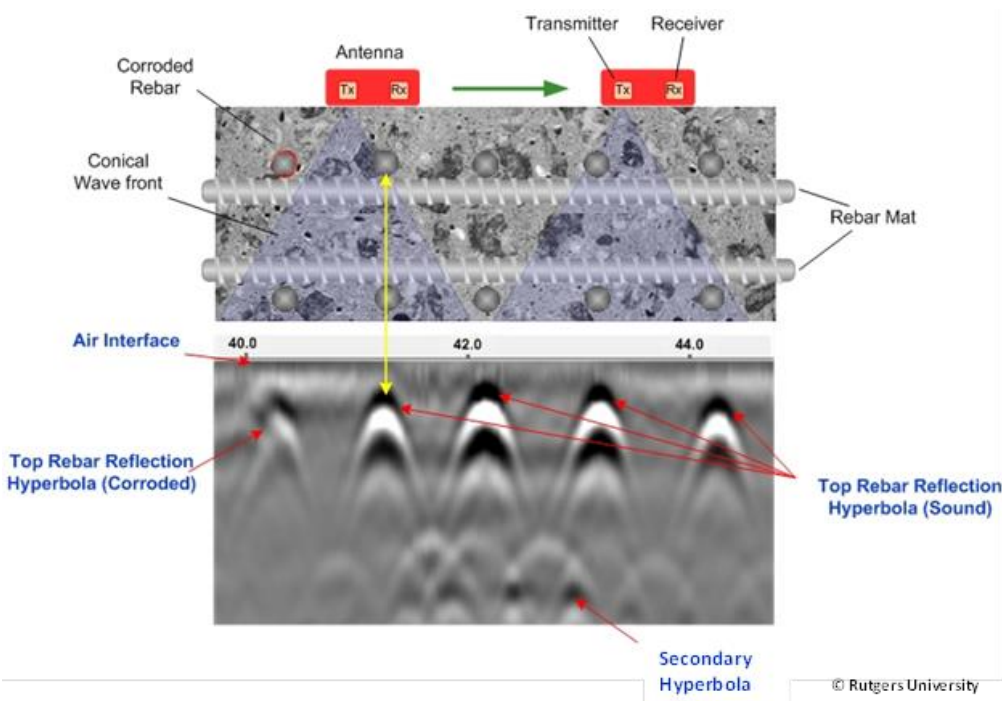 Transmitter
Receiver
Antenna
Corroded
Rebar
Tx
Rx
Tx
Rx
Conical
Wave front
Rebar Mat
Air Interface
40.0
42.0
44.0
Top Rebar Reflection
Hyperbola (Corroded)
Top Rebar Reflection
Hyperbola (Sound)
Secondary
Hyperbola
© Rutgers University